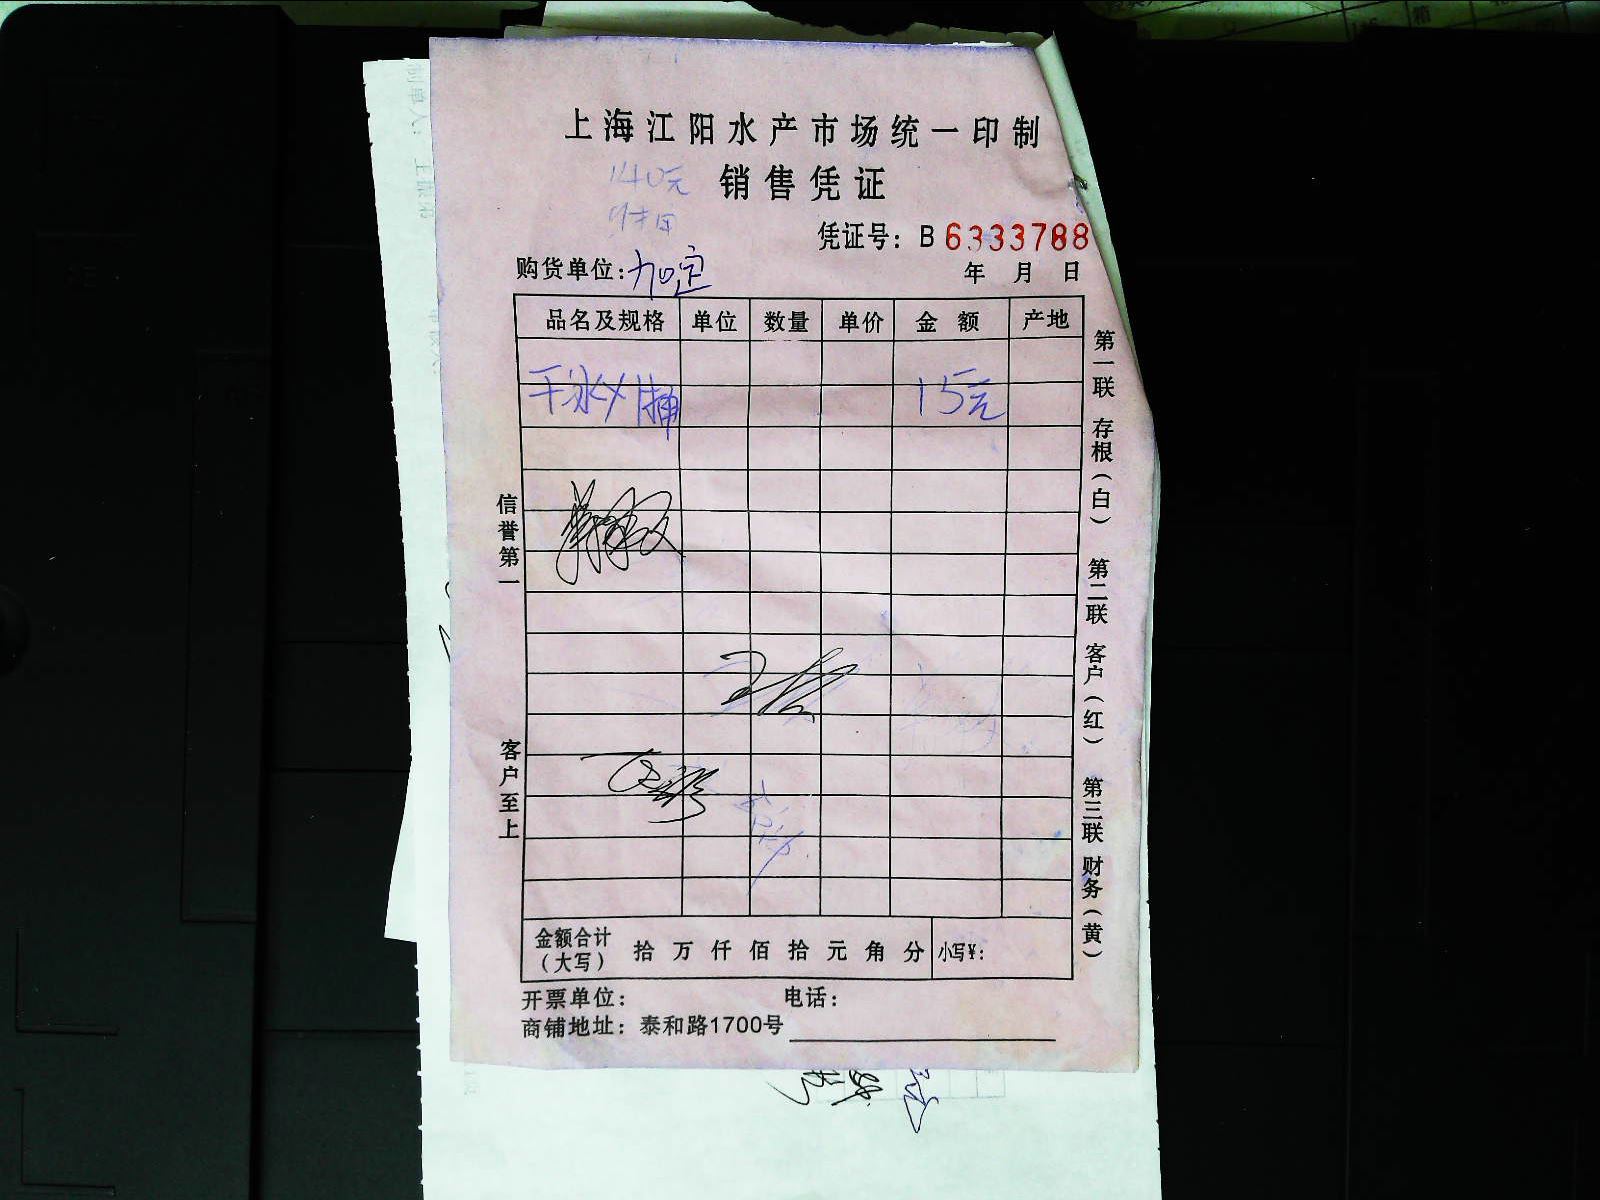 上海江阳水产市场统一印制
140元
销售凭证
凭证号：B 6333788
购货单位：加定
年 月 日
品名及规格 单位 数量 单价 金额 产地
干冰 15元
信誉第一
客户至上
第一联 存根（白） 第二联 客户（红） 第三联 财务（黄）
金额合计（大写） 拾 万 仟 佰 拾 元 角 分 小写¥：
开票单位： 电话：
商铺地址：泰和路1700号